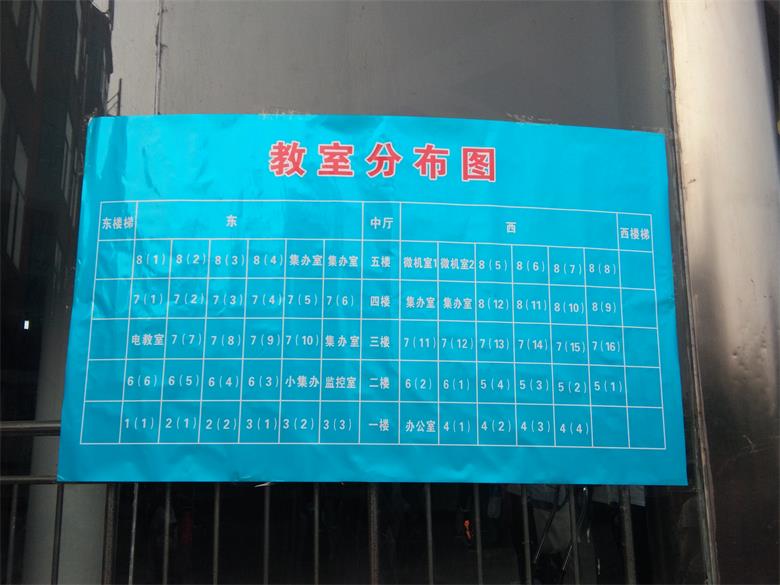 教室分布图
东楼梯 东 中厅 西 西楼梯
8(1) 8(2) 8(3) 8(4) 集办室 集办室 五楼 微机室1 微机室2 8(5) 8(6) 8(7) 8(8)
7(1) 7(2) 7(3) 7(4) 7(5) 7(6) 四楼 集办室 集办室 8(12) 8(11) 8(10) 8(9)
电教室 7(7) 7(8) 7(9) 7(10) 集办室 三楼 7(11) 7(12) 7(13) 7(14) 7(15) 7(16)
6(6) 6(5) 6(4) 6(3) 小集办 监控室 二楼 6(2) 6(1) 5(4) 5(3) 5(2) 5(1)
1(1) 2(1) 2(2) 3(1) 3(2) 3(3) 一楼 办公室 4(1) 4(2) 4(3) 4(4)